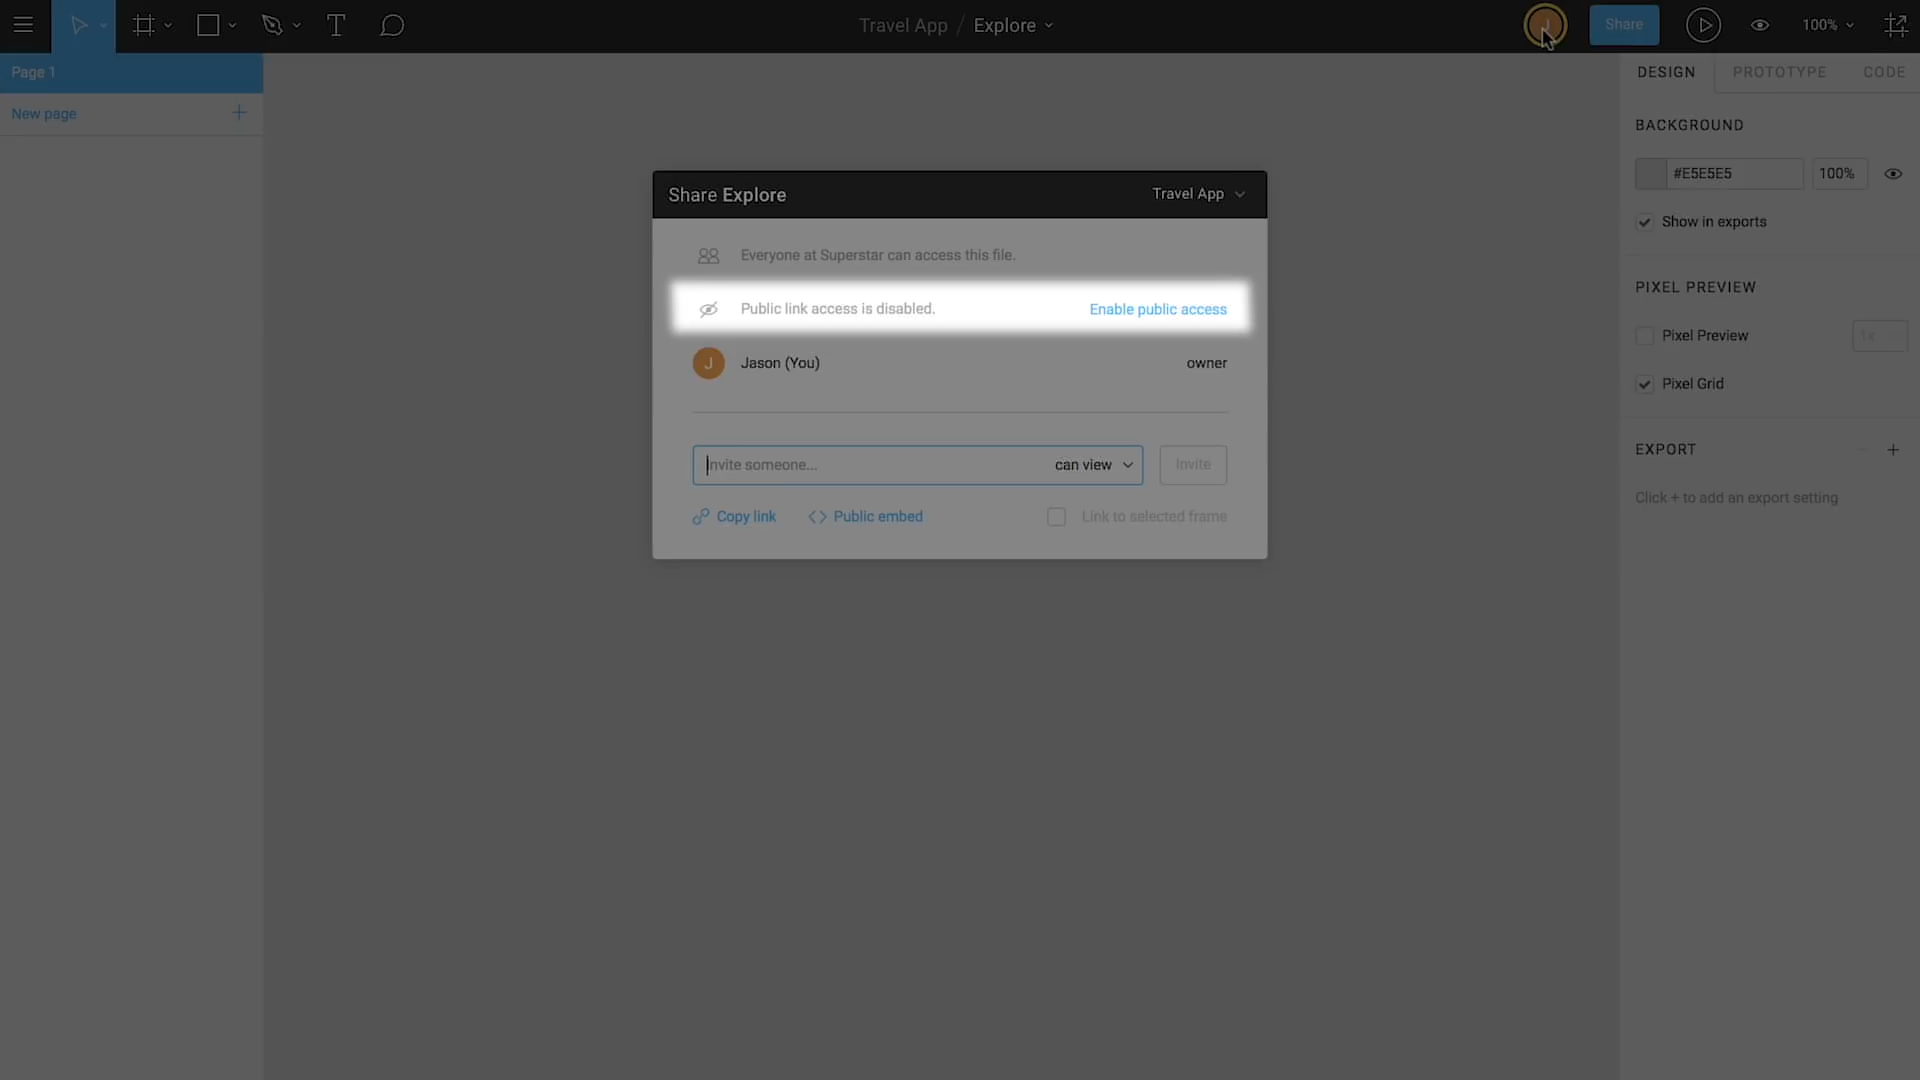 Travel App / Explore
J
Share
100%
Page 1
New page
DESIGN
PROTOTYPE
CODE
BACKGROUND
#E5E5E5
100%
Show in exports
PIXEL PREVIEW
Pixel Preview
1x
Pixel Grid
EXPORT
Click + to add an export setting
Share Explore
Travel App
Everyone at Superstar can access this file.
Public link access is disabled.
Enable public access
J
Jason (You)
owner
Invite someone...
can view
Invite
Copy link
Public embed
Link to selected frame